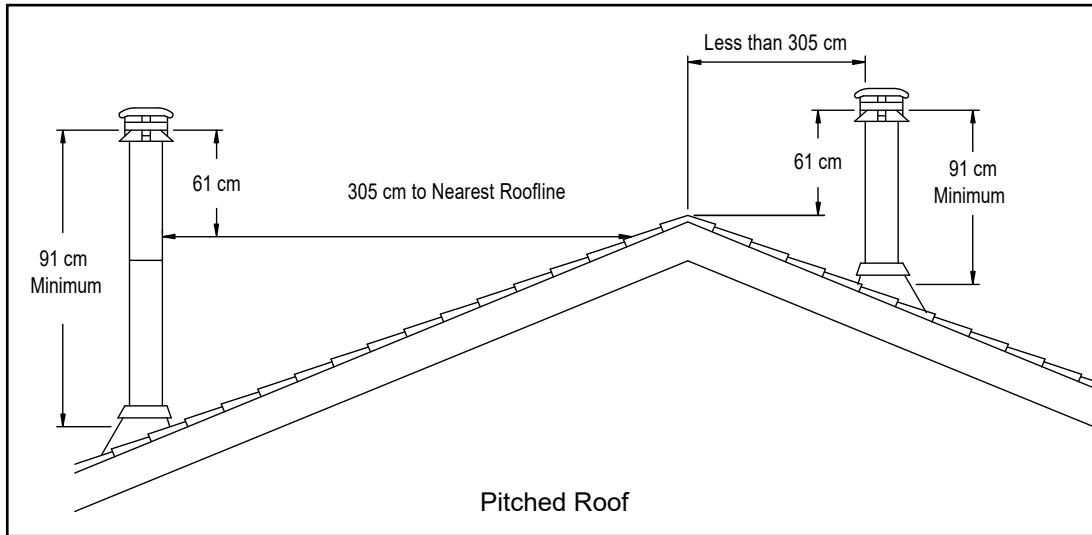 Less than 305 cm
61 cm
305 cm to Nearest Roofline
91 cm
Minimum
61 cm
91 cm
Minimum
Pitched Roof